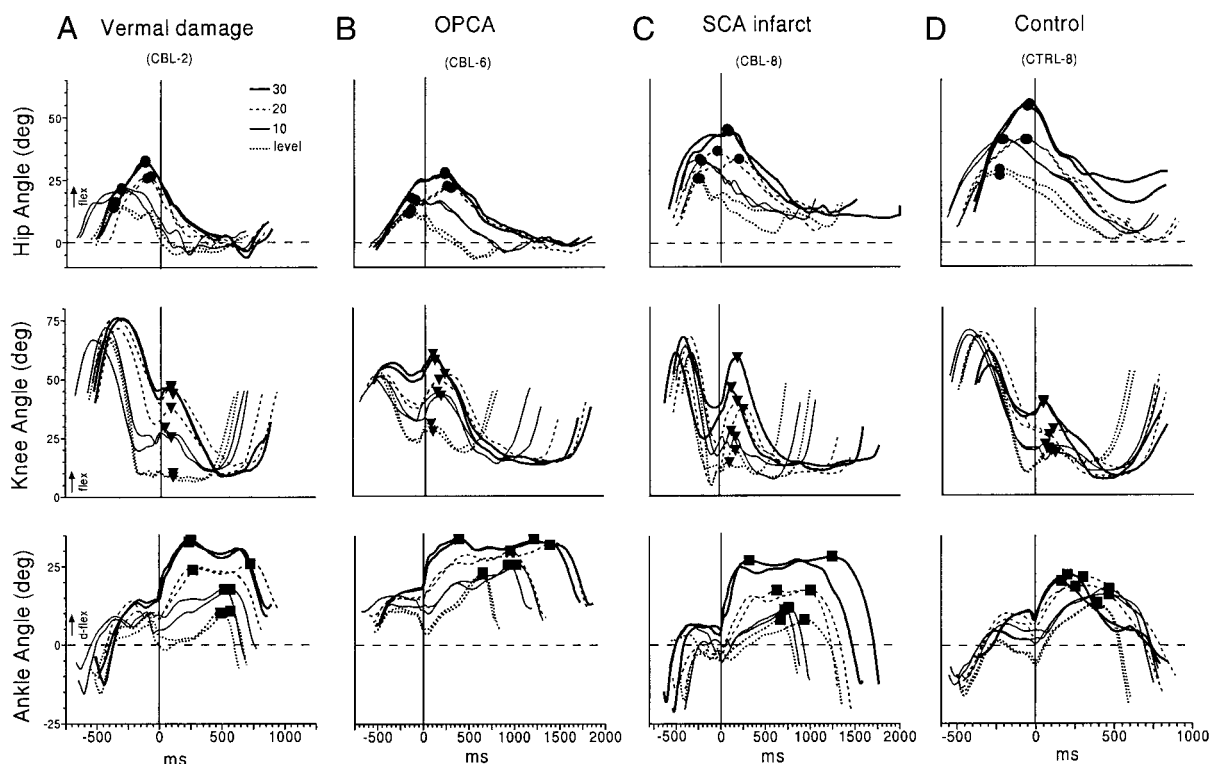 A Vermal damage
(CBL-2)
B OPCA
(CBL-6)
C SCA infarct
(CBL-8)
D Control
(CTRL-8)
30
20
10
level
Hip Angle (deg)
50
25
0
flex
Knee Angle (deg)
75
50
25
0
flex
Ankle Angle (deg)
25
0
-25
d-flex
-500 0 500 1000
ms
-500 0 500 1000 1500 2000
ms
-500 0 500 1000 1500 2000
ms
-500 0 500 1000
ms